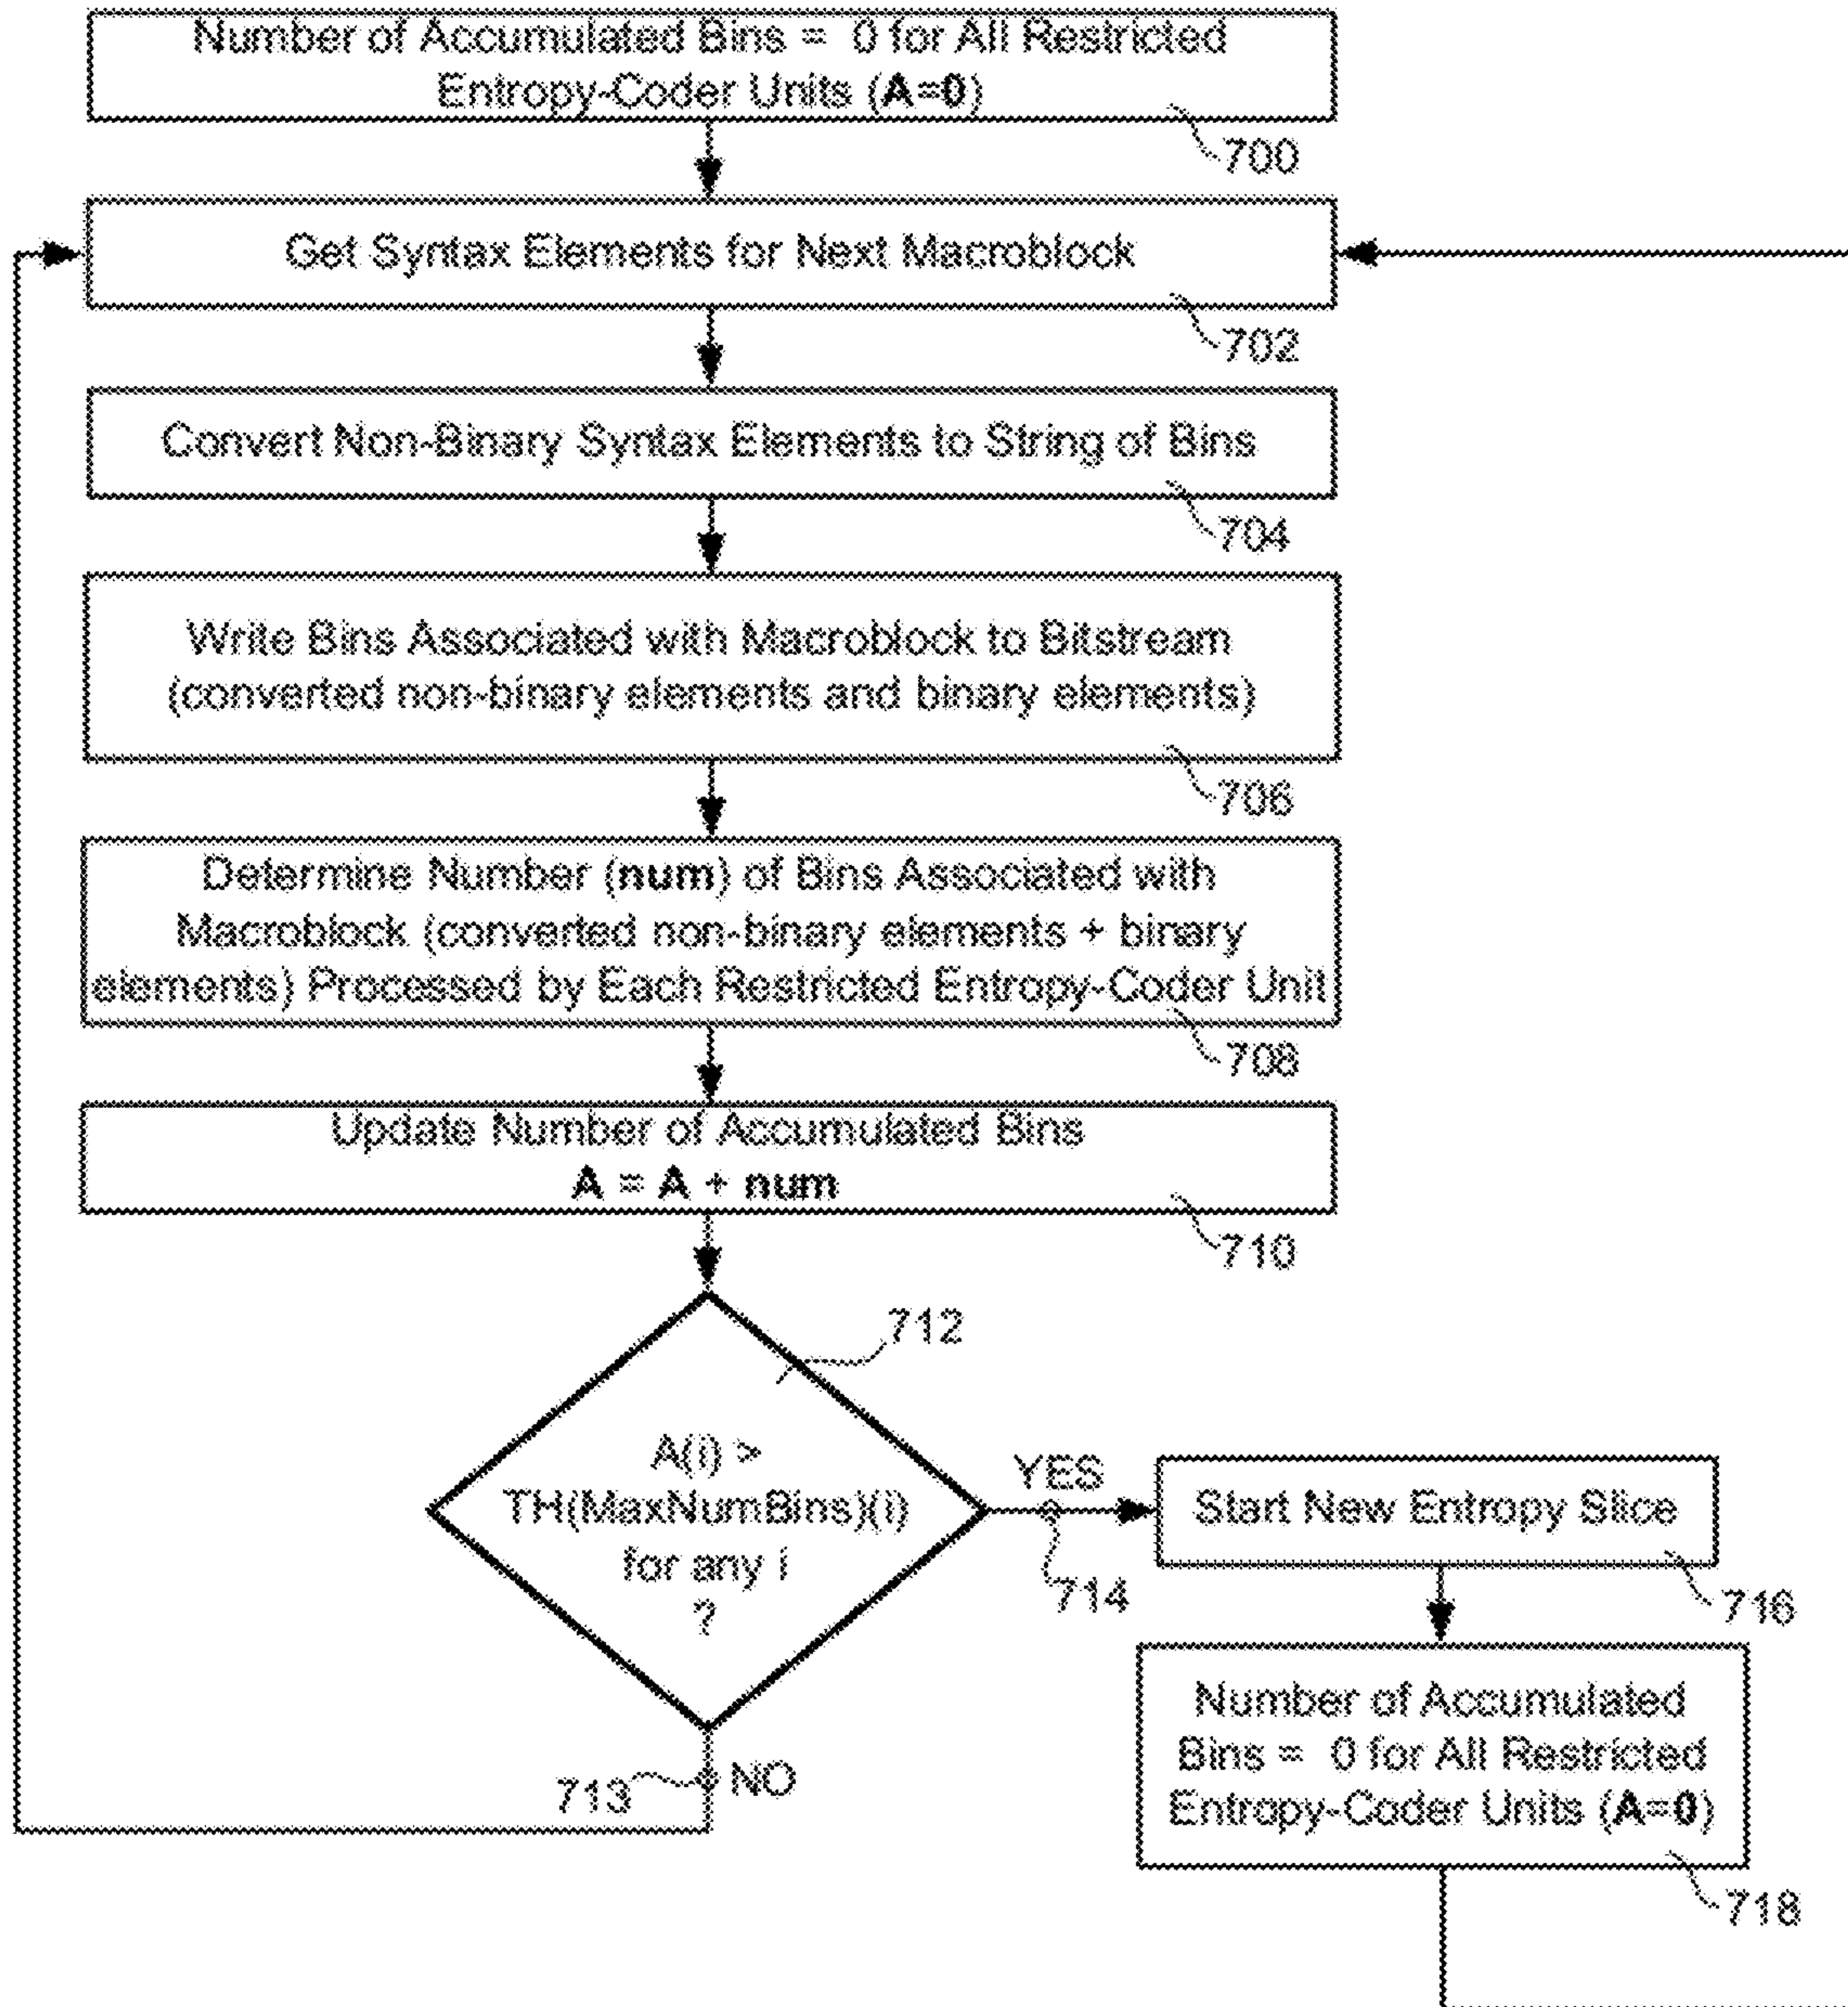 Number of Accumulated Bins = 0 for All Restricted
Entropy-Coder Units (A=0)
700
Get Syntax Elements for Next Macroblock
702
Convert Non-Binary Syntax Elements to String of Bins
704
Write Bins Associated with Macroblock to Bitstream
(converted non-binary elements and binary elements)
706
Determine Number (num) of Bins Associated with
Macroblock (converted non-binary elements + binary
elements) Processed by Each Restricted Entropy-Coder Unit
708
Update Number of Accumulated Bins
A = A + num
710
712
A(i) >
TH(MaxNumBins)(i)
for any i
?
YES
714
Start New Entropy Slice
716
Number of Accumulated
Bins = 0 for All Restricted
Entropy-Coder Units (A=0)
718
713
NO